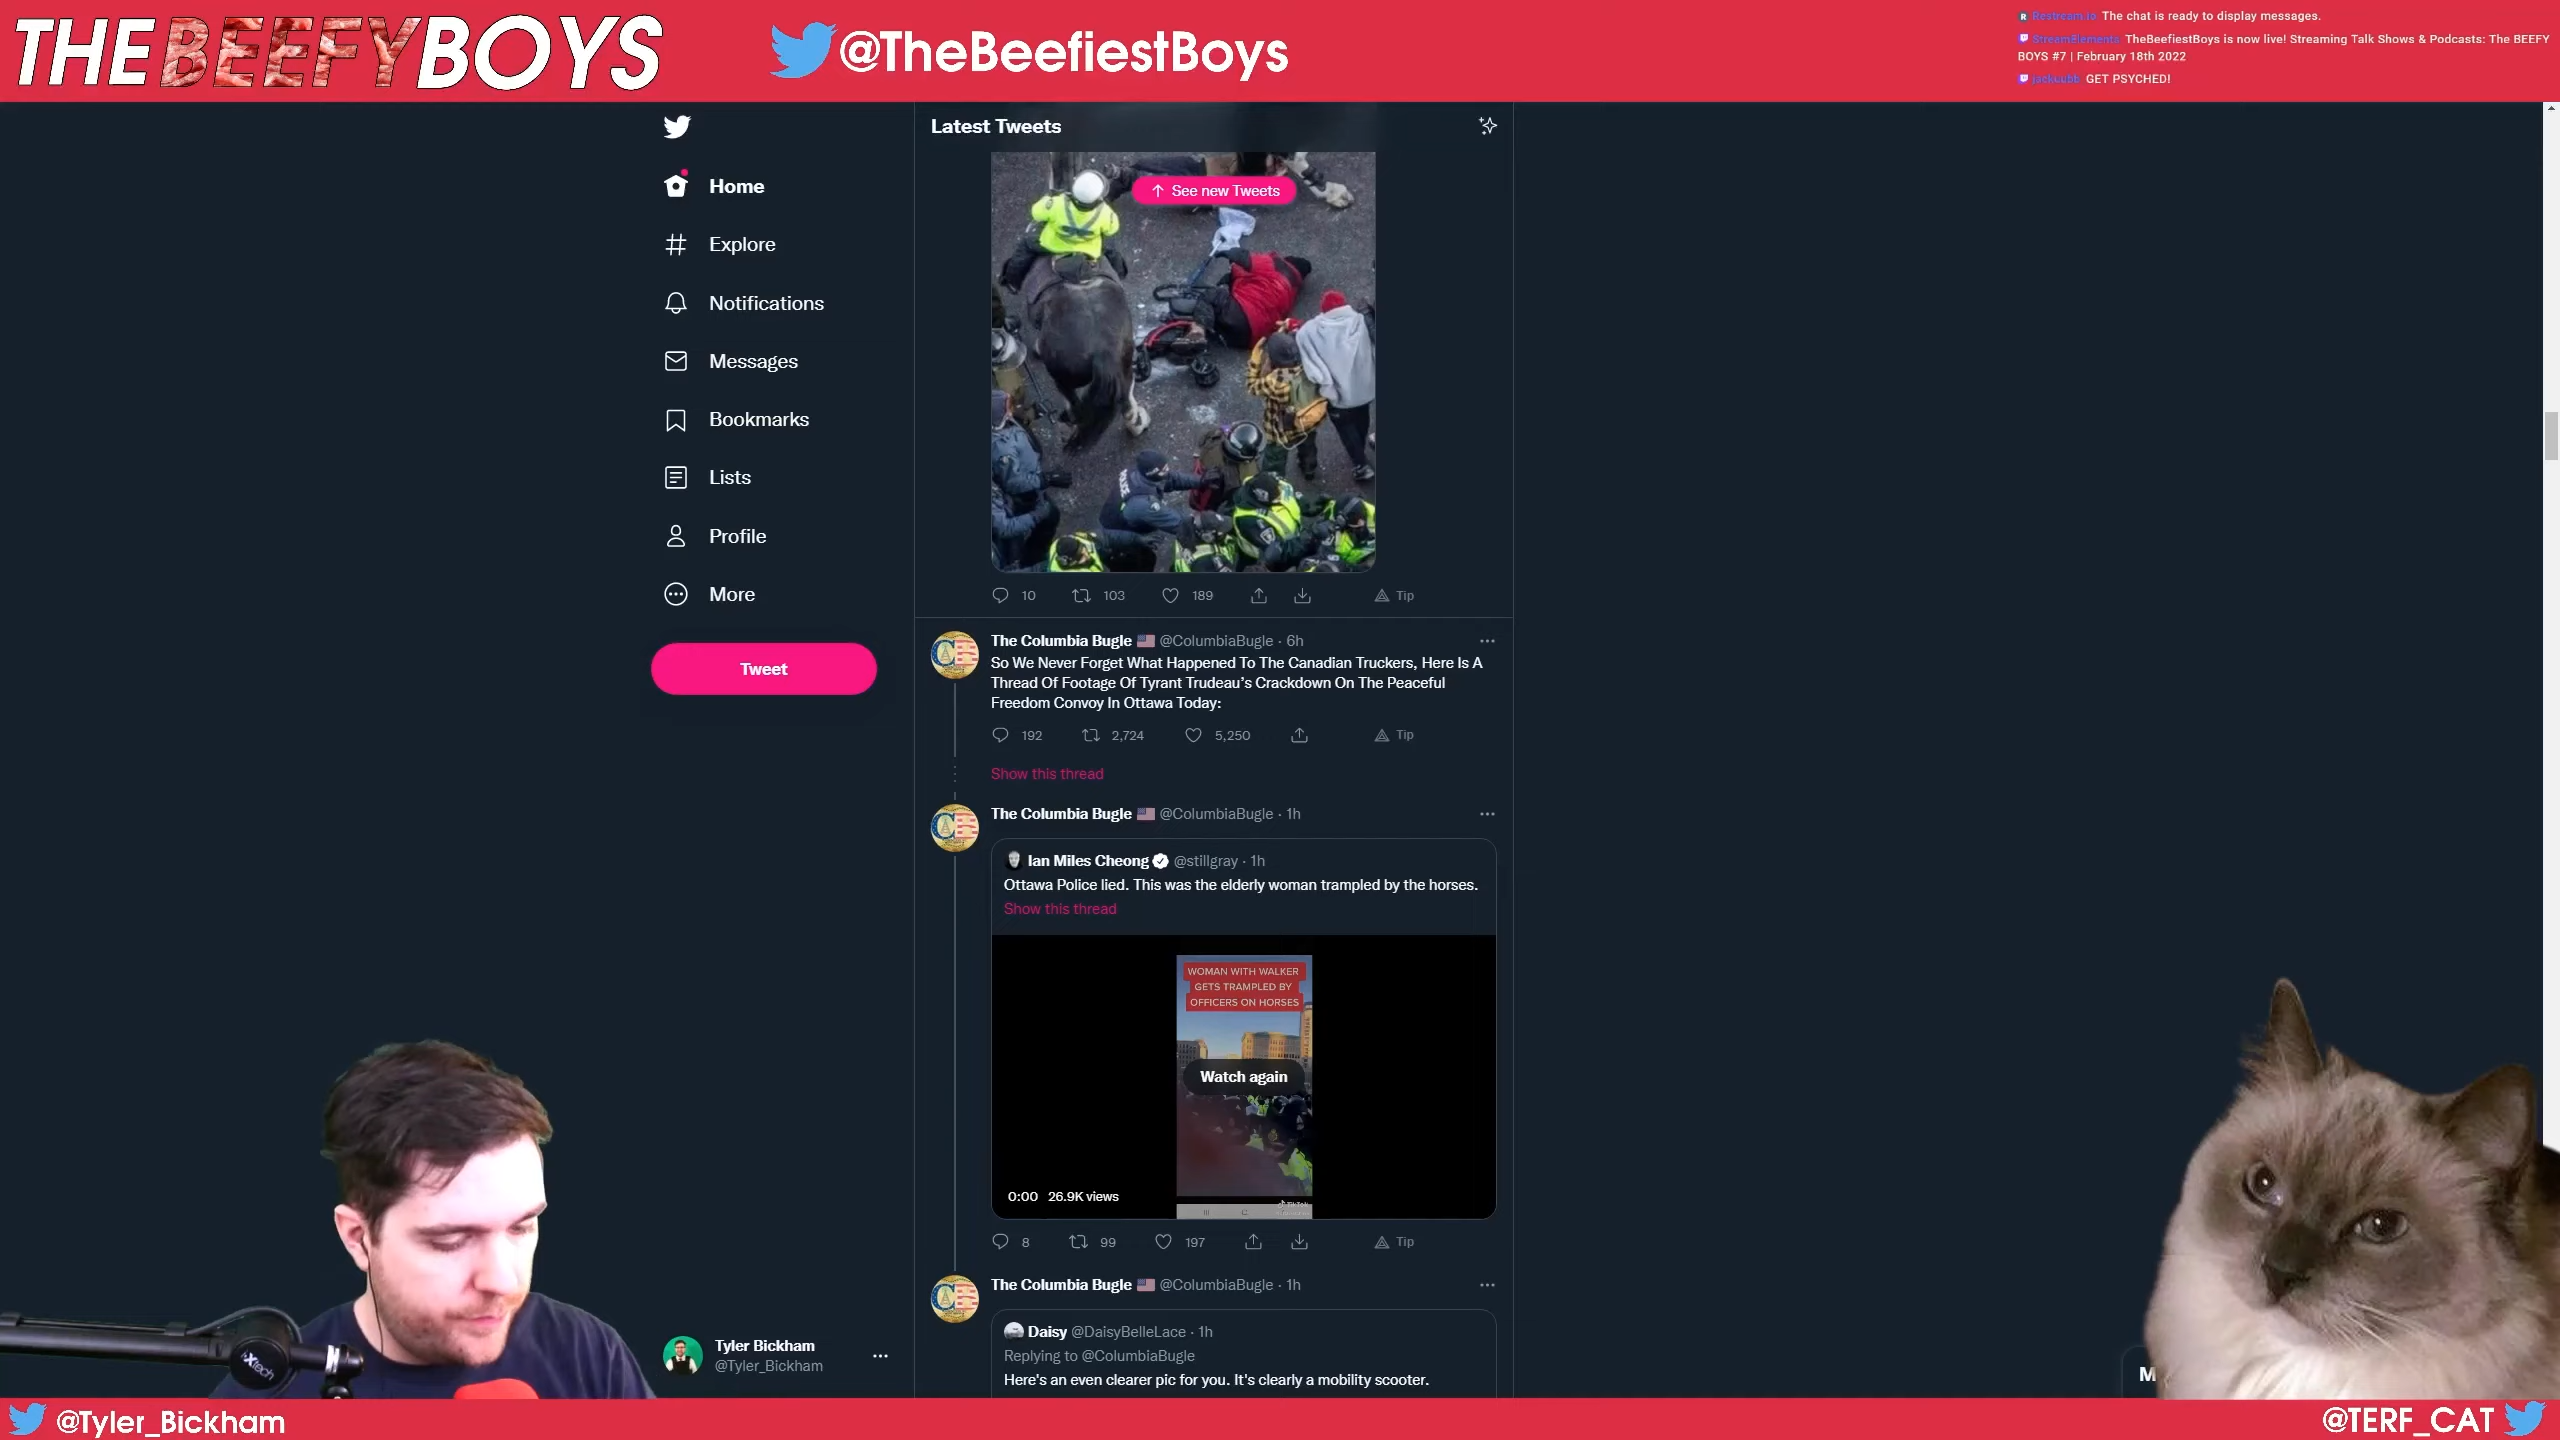 THEBEEFYBOYS
@TheBeefiestBoys
Restream.io The chat is ready to display messages.
StreamElements TheBeefiestBoys is now live! Streaming Talk Shows & Podcasts: The BEEFY
BOYS #7 | February 18th 2022
GET PSYCHED!
Latest Tweets
See new Tweets
Home
Explore
Notifications
Messages
Bookmarks
Lists
Profile
More
Tweet
POLICE
10 103 189 Tip
The Columbia Bugle @ColumbiaBugle · 6h
So We Never Forget What Happened To The Canadian Truckers, Here Is A
Thread Of Footage Of Tyrant Trudeau's Crackdown On The Peaceful
Freedom Convoy In Ottawa Today:
192 2,724 5,250 Tip
Show this thread
The Columbia Bugle @ColumbiaBugle · 1h
Ian Miles Cheong @stillgray · 1h
Ottawa Police lied. This was the elderly woman trampled by the horses.
Show this thread
WOMAN WITH WALKER
GETS TRAMPLED BY
OFFICERS ON HORSES
Watch again
0:00 26.9K views
TikTok
8 99 197 Tip
The Columbia Bugle @ColumbiaBugle · 1h
Daisy @DaisyBelleLace · 1h
Replying to @ColumbiaBugle
Here's an even clearer pic for you. It's clearly a mobility scooter.
Tyler Bickham
@Tyler_Bickham
M
@Tyler_Bickham
@TERF_CAT